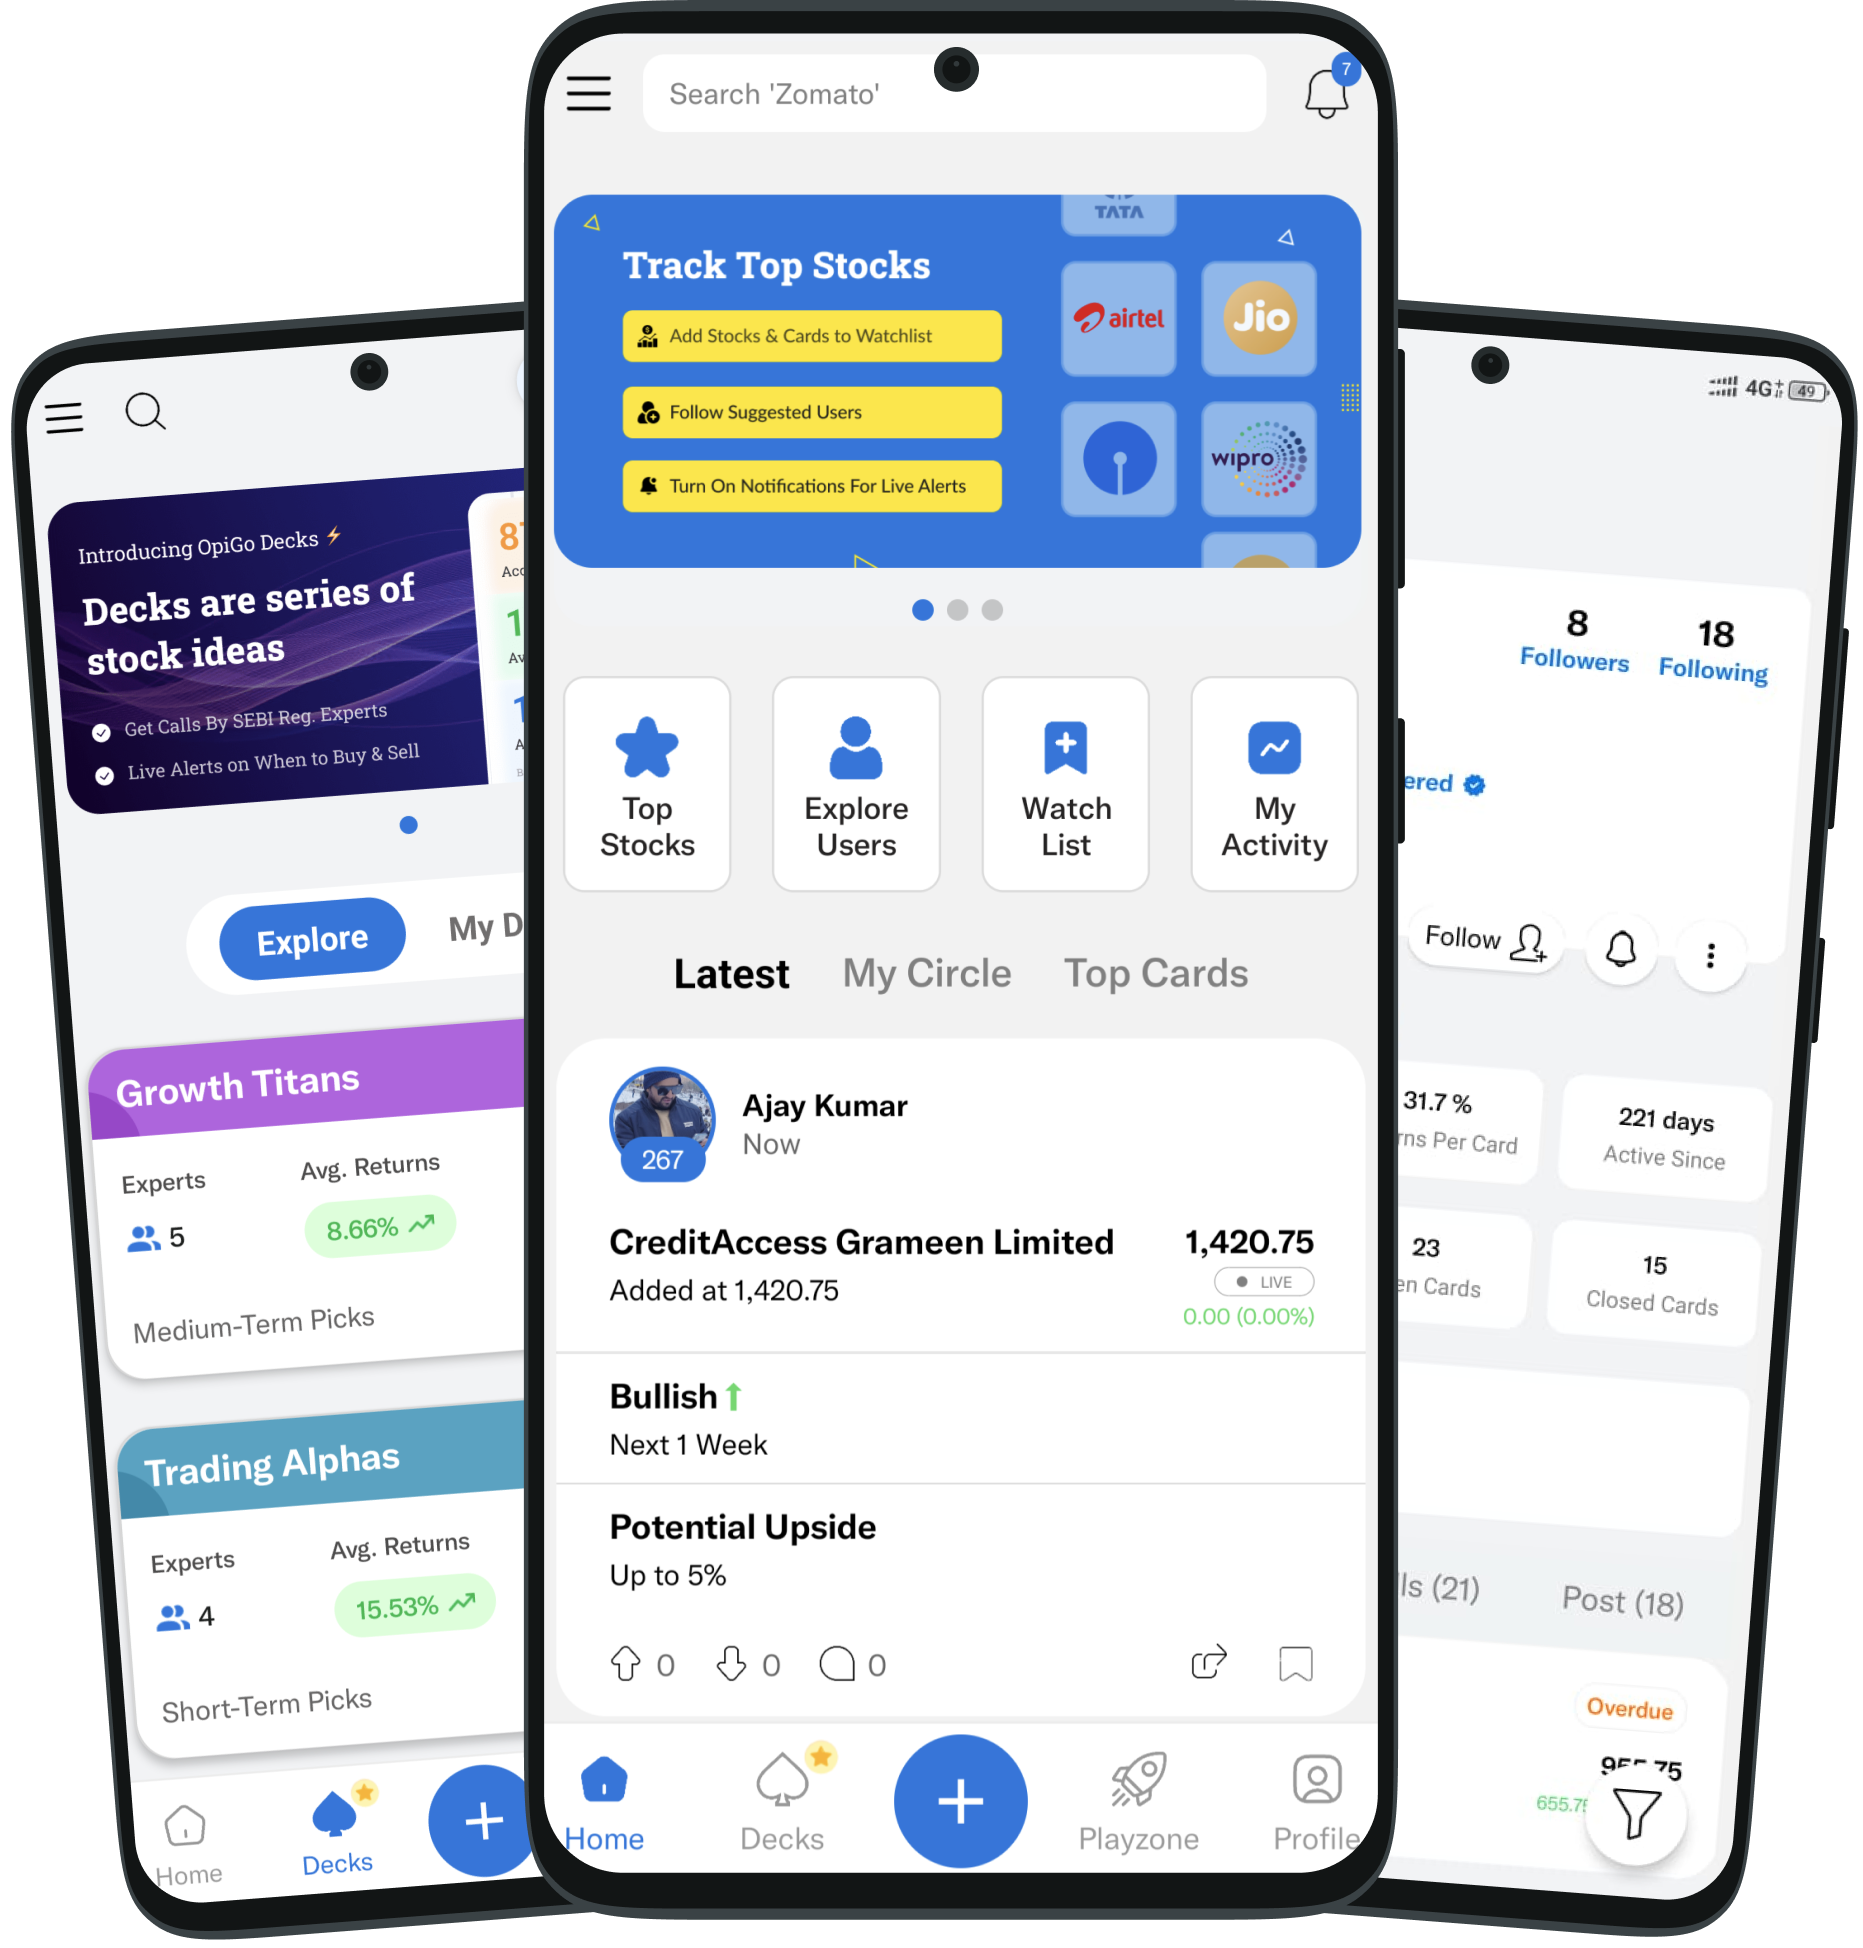 Introducing OpiGo Decks
Decks are series of
stock ideas
Get Calls By SEBI Reg. Experts
Live Alerts on When to Buy & Sell
Explore
My D
Growth Titans
Experts
Avg. Returns
5
8.66%
Medium-Term Picks
Trading Alphas
Experts
Avg. Returns
4
15.53%
Short-Term Picks
Home
Decks
Search 'Zomato'
7
Track Top Stocks
Add Stocks & Cards to Watchlist
Follow Suggested Users
Turn On Notifications For Live Alerts
TATA
airtel
Jio
wipro
Top
Stocks
Explore
Users
Watch
List
My
Activity
Latest
My Circle
Top Cards
Ajay Kumar
Now
267
CreditAccess Grameen Limited
1,420.75
Added at 1,420.75
LIVE
0.00 (0.00%)
Bullish
Next 1 Week
Potential Upside
Up to 5%
0
0
0
Home
Decks
Playzone
Profile
4G
49
8
Followers
18
Following
ered
Follow
31.7 %
rns Per Card
221 days
Active Since
23
en Cards
15
Closed Cards
ls (21)
Post (18)
Overdue